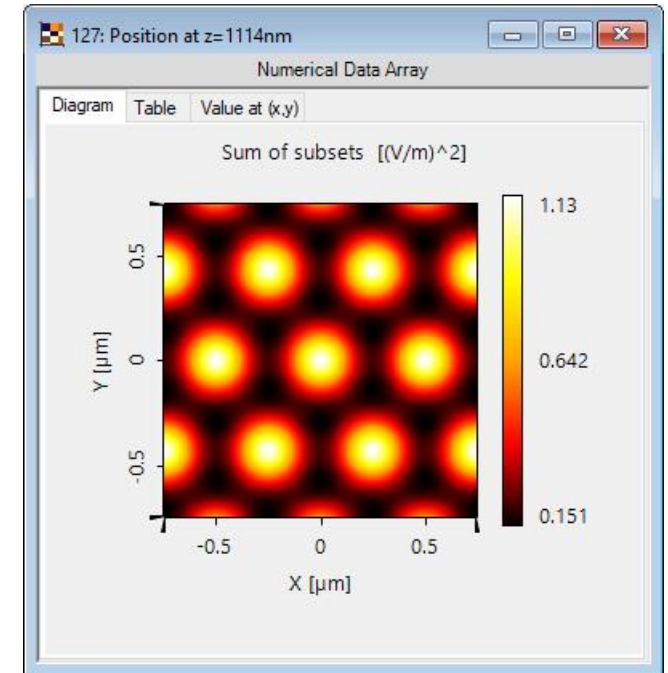 127: Position at z=1114nm
Numerical Data Array
Diagram Table Value at (x,y)
Sum of subsets [(V/m)^2]
1.13
0.642
0.151
Y [µm]
0.5
0
-0.5
-0.5 0 0.5
X [µm]